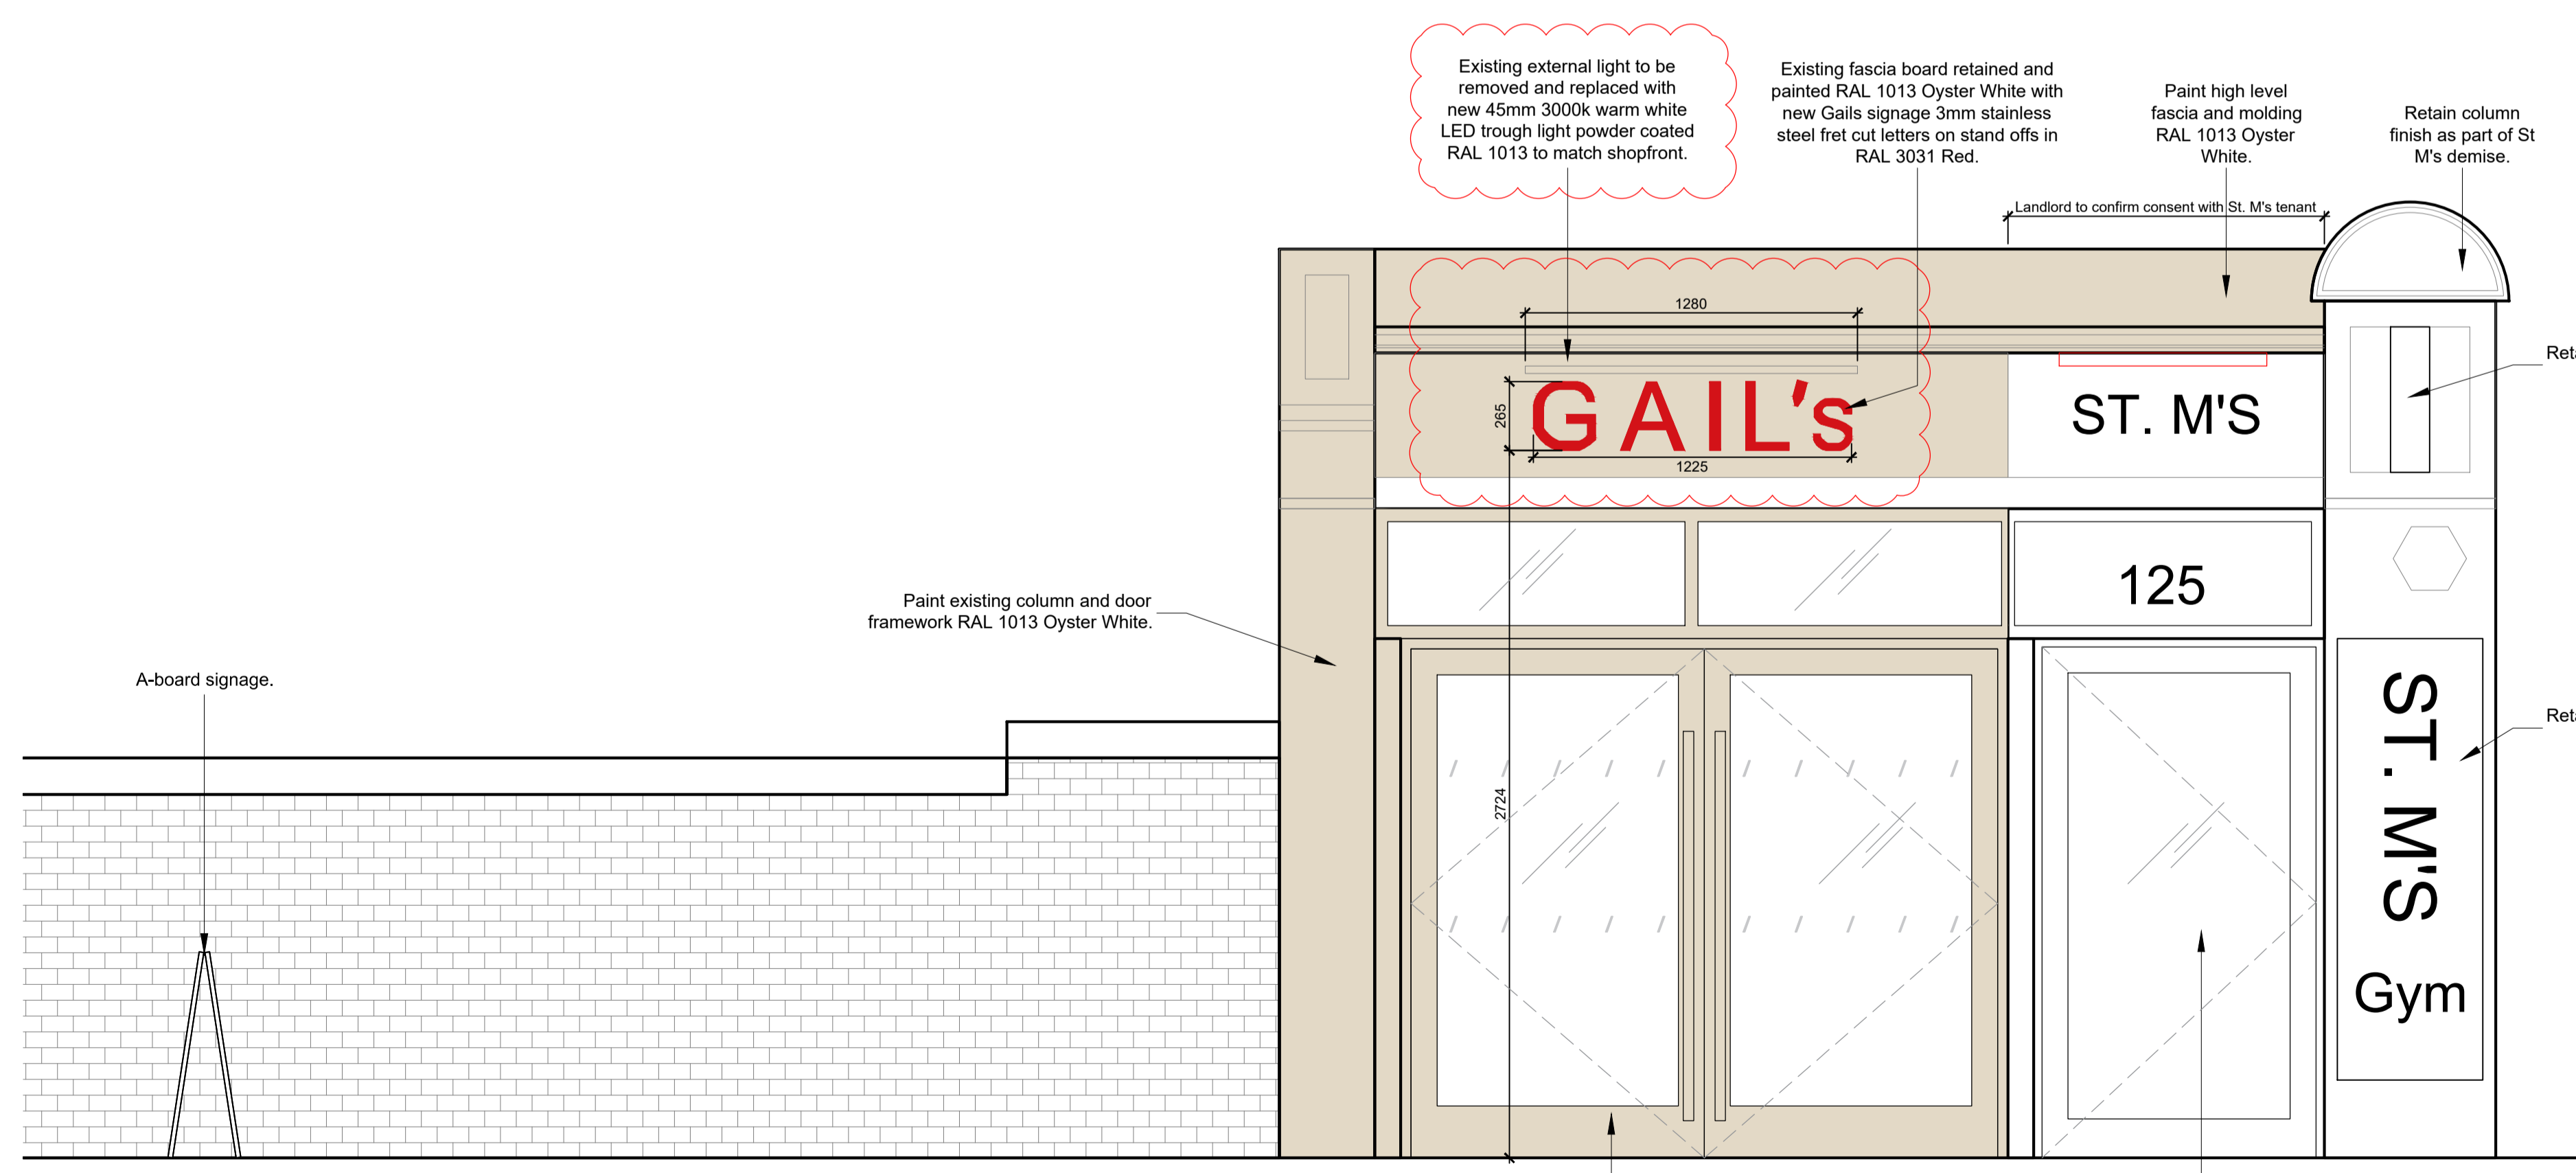 Existing external light to be
removed and replaced with
new 45mm 3000k warm white
LED trough light powder coated
RAL 1013 to match shopfront.
Existing fascia board retained and
painted RAL 1013 Oyster White with
new Gails signage 3mm stainless
steel fret cut letters on stand offs in
RAL 3031 Red.
Paint high level
fascia and molding
RAL 1013 Oyster
White.
Retain column
finish as part of St
M's demise.
Landlord to confirm consent with St. M's tenant
1280
265
GAIL's
1225
ST. M'S
125
Paint existing column and door
framework RAL 1013 Oyster White.
A-board signage.
2724
ST. M'S
Gym